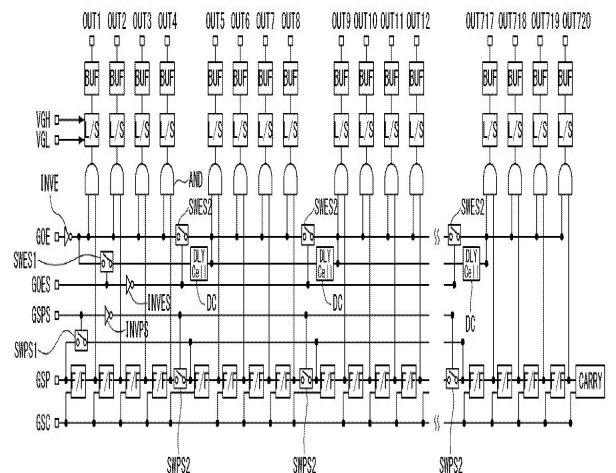 OUT1 OUT2 OUT3 OUT4 OUT5 OUT6 OUT7 OUT8 OUT9 OUT10 OUT11 OUT12 OUT717 OUT718 OUT719 OUT720
BUF BUF BUF BUF BUF BUF BUF BUF BUF BUF BUF BUF BUF BUF BUF BUF
VGH
VGL
L/S L/S L/S L/S L/S L/S L/S L/S L/S L/S L/S L/S L/S L/S L/S L/S
INVE
AND
SWES2 SWES2 SWES2
GOE
SWES1
DLY Cell DLY Cell DLY Cell
GOES
INVES
DC DC DC
GSPS
INVPS
SWPS1
GSP
F/F F/F F/F F/F F/F F/F F/F F/F F/F F/F F/F F/F F/F F/F F/F F/F CARRY
GSC
SWPS2 SWPS2 SWPS2